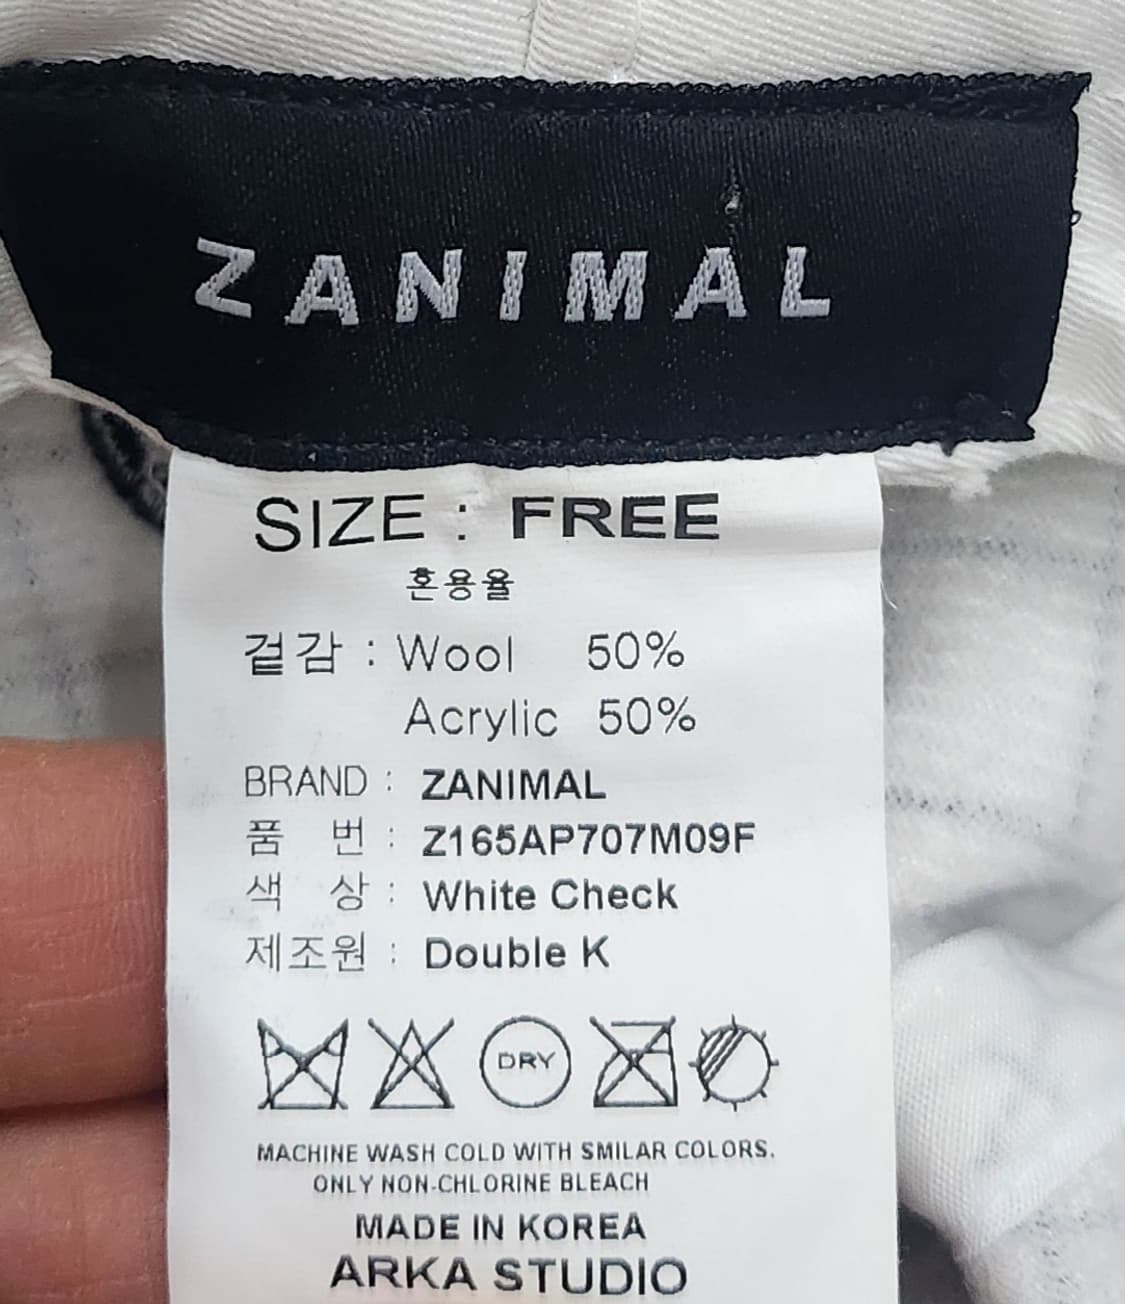 ZANIMAL
SIZE : FREE
혼용율
겉감 : Wool 50%
Acrylic 50%
BRAND : ZANIMAL
품 번 : Z165AP707M09F
색 상 : White Check
제조원 : Double K
DRY
MACHINE WASH COLD WITH SMILAR COLORS.
ONLY NON-CHLORINE BLEACH
MADE IN KOREA
ARKA STUDIO